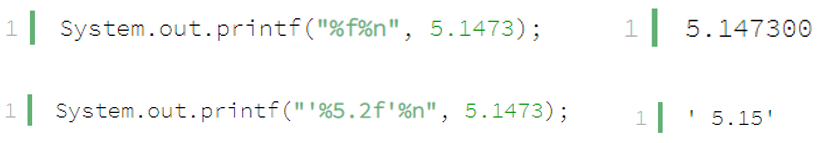 1 System.out.printf("%f%n", 5.1473);
1 5.147300
1 System.out.printf("'%5.2f'%n", 5.1473);
1 ' 5.15'